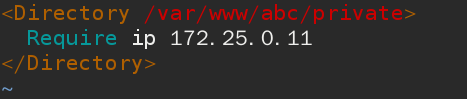 <Directory /var/www/abc/private>
  Require ip 172.25.0.11
</Directory>
~